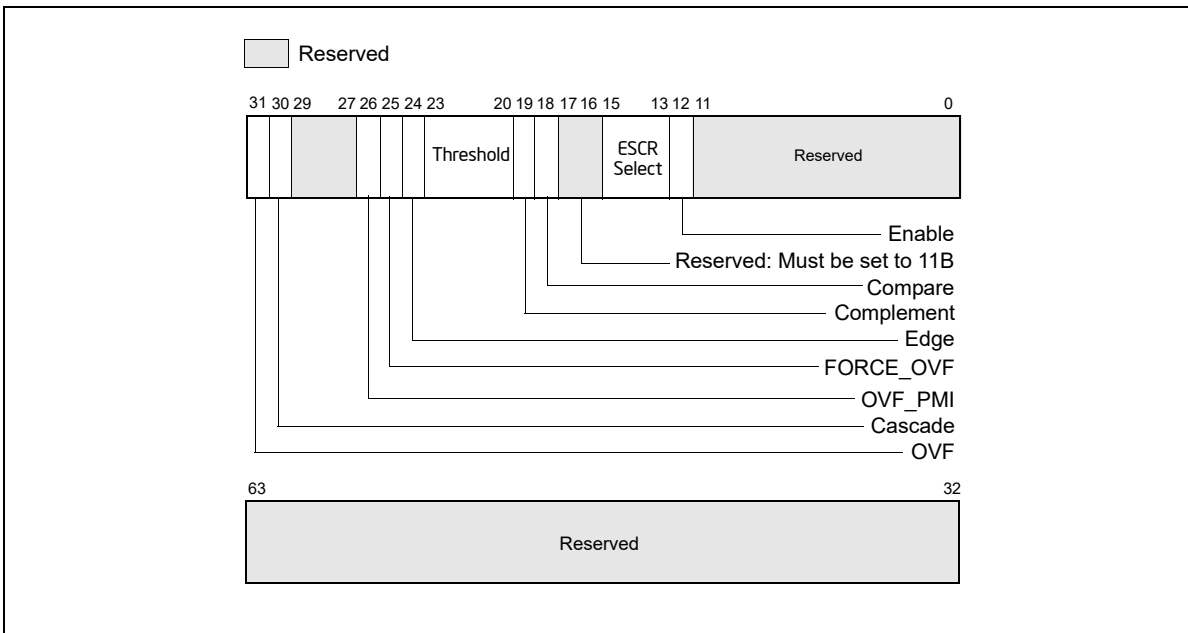 Reserved
31 30 29 27 26 25 24 23 20 19 18 17 16 15 13 12 11 0
Threshold ESCR Select Reserved
Enable
Reserved: Must be set to 11B
Compare
Complement
Edge
FORCE_OVF
OVF_PMI
Cascade
OVF
63 32
Reserved